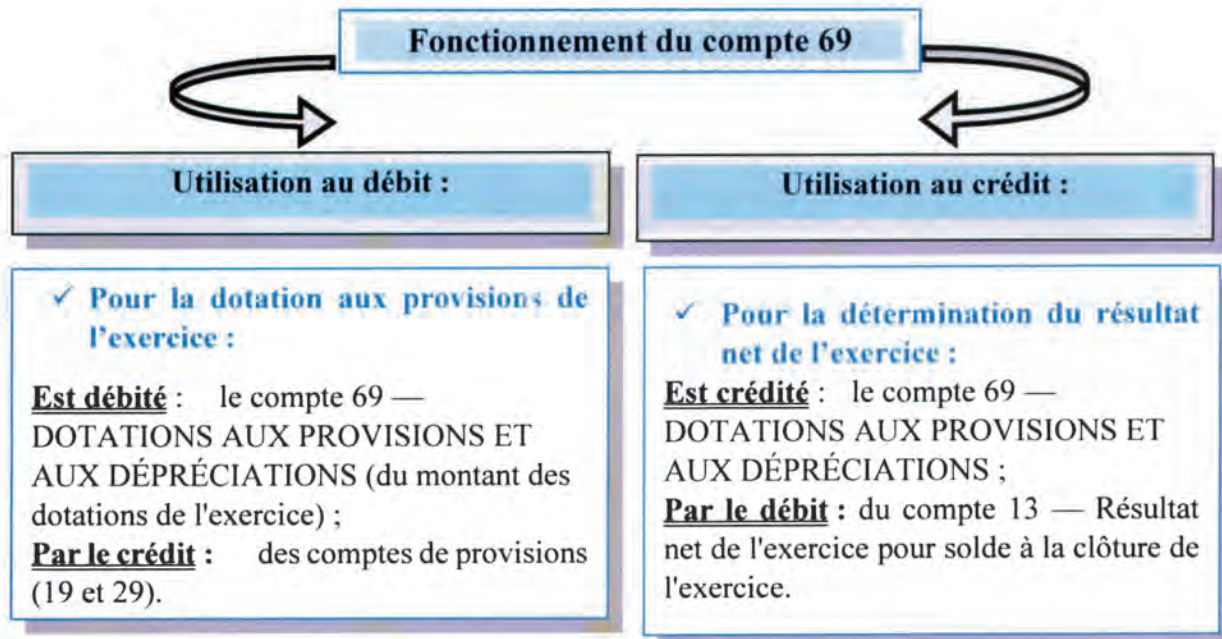 Fonctionnement du compte 69
Utilisation au débit :
✓ Pour la dotation aux provisions de
l'exercice :
Est débité : le compte 69 —
DOTATIONS AUX PROVISIONS ET
AUX DÉPRÉCIATIONS (du montant des
dotations de l'exercice) ;
Par le crédit : des comptes de provisions
(19 et 29).
Utilisation au crédit :
✓ Pour la détermination du résultat
net de l'exercice :
Est crédité : le compte 69 —
DOTATIONS AUX PROVISIONS ET
AUX DÉPRÉCIATIONS ;
Par le débit : du compte 13 — Résultat
net de l'exercice pour solde à la clôture de
l'exercice.